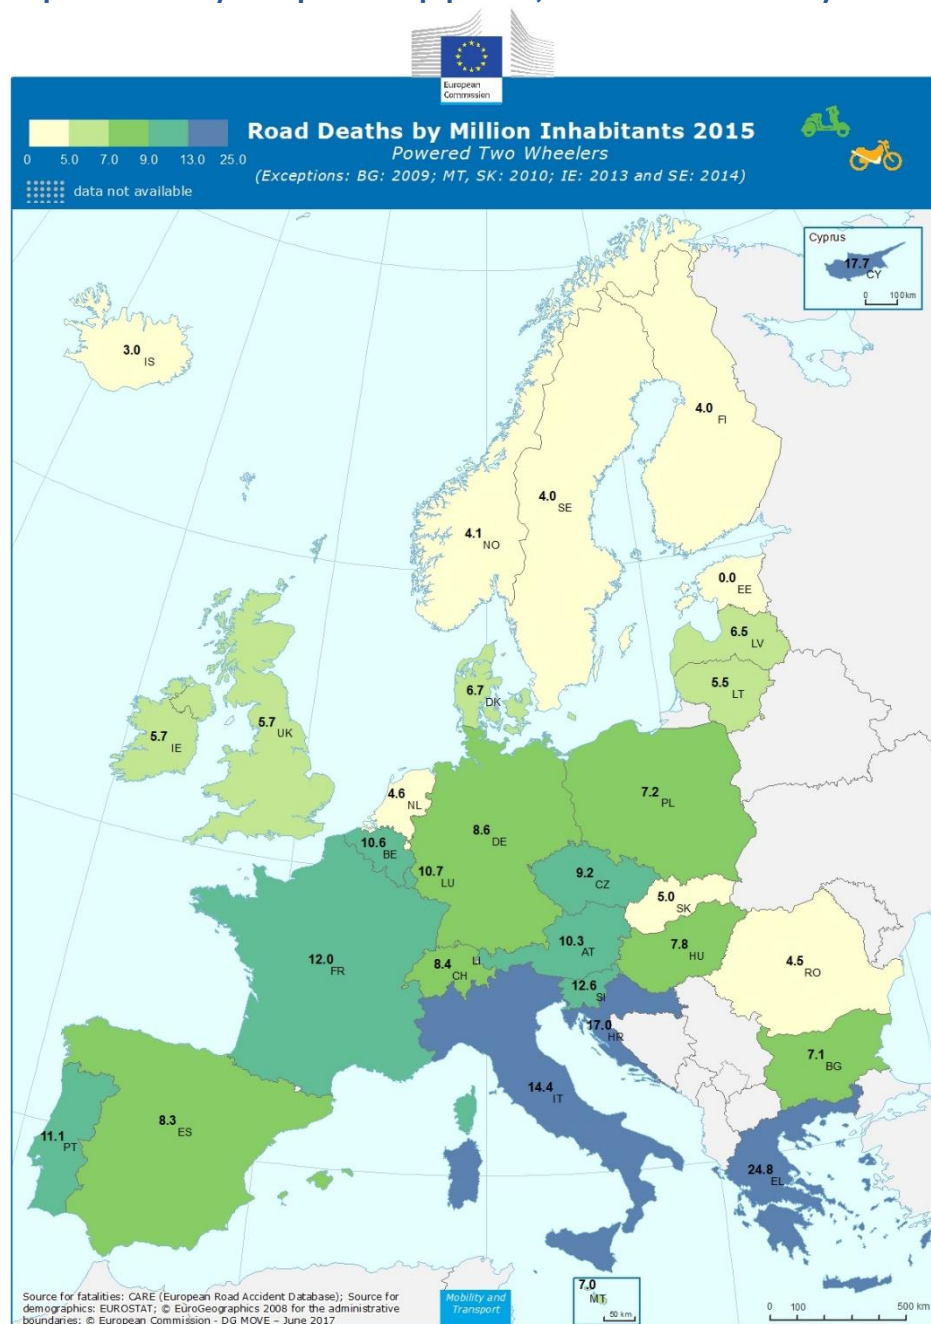 European
Commission
0 5.0 7.0 9.0 13.0 25.0
data not available
Road Deaths by Million Inhabitants 2015
Powered Two Wheelers
(Exceptions: BG: 2009; MT, SK: 2010; IE: 2013 and SE: 2014)
Cyprus
17.7 CY
0 100 km
3.0 IS
4.0 FI
4.0 SE
4.1 NO
0.0 EE
6.5 LV
5.5 LT
6.7 DK
5.7 IE
5.7 UK
4.6 NL
7.2 PL
8.6 DE
10.6 BE
10.7 LU
9.2 CZ
5.0 SK
10.3 AT
7.8 HU
12.0 FR
8.4 CH
LI
4.5 RO
12.6 SI
17.0 HR
7.1 BG
14.4 IT
8.3 ES
11.1 PT
24.8 EL
7.0 MT
50 km
Source for fatalities: CARE (European Road Accident Database); Source for
demographics: EUROSTAT; © EuroGeographics 2008 for the administrative
boundaries; © European Commission - DG MOVE – June 2017
Mobility and
Transport
0 100 500 km